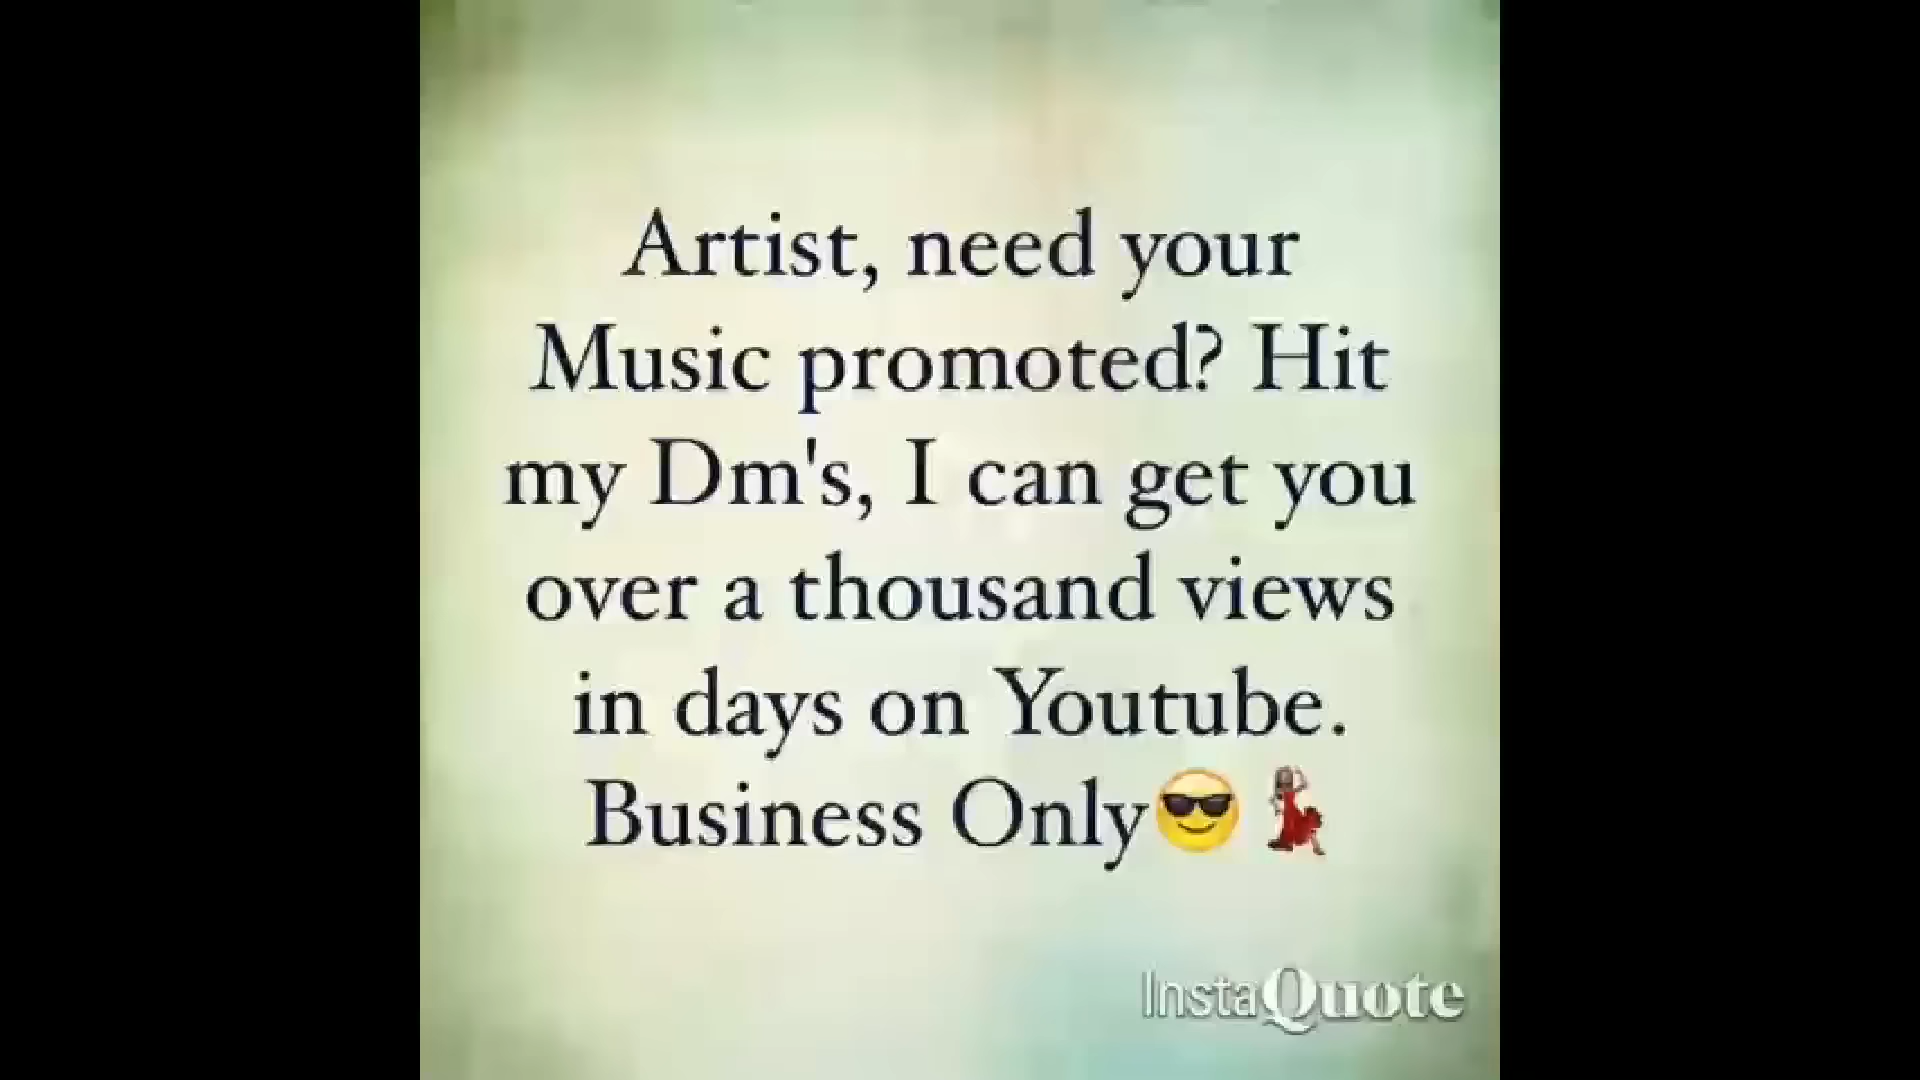 Artist, need your
Music promoted? Hit
my Dm's, I can get you
over a thousand views
in days on Youtube.
Business Only😎💃
InstaQuote